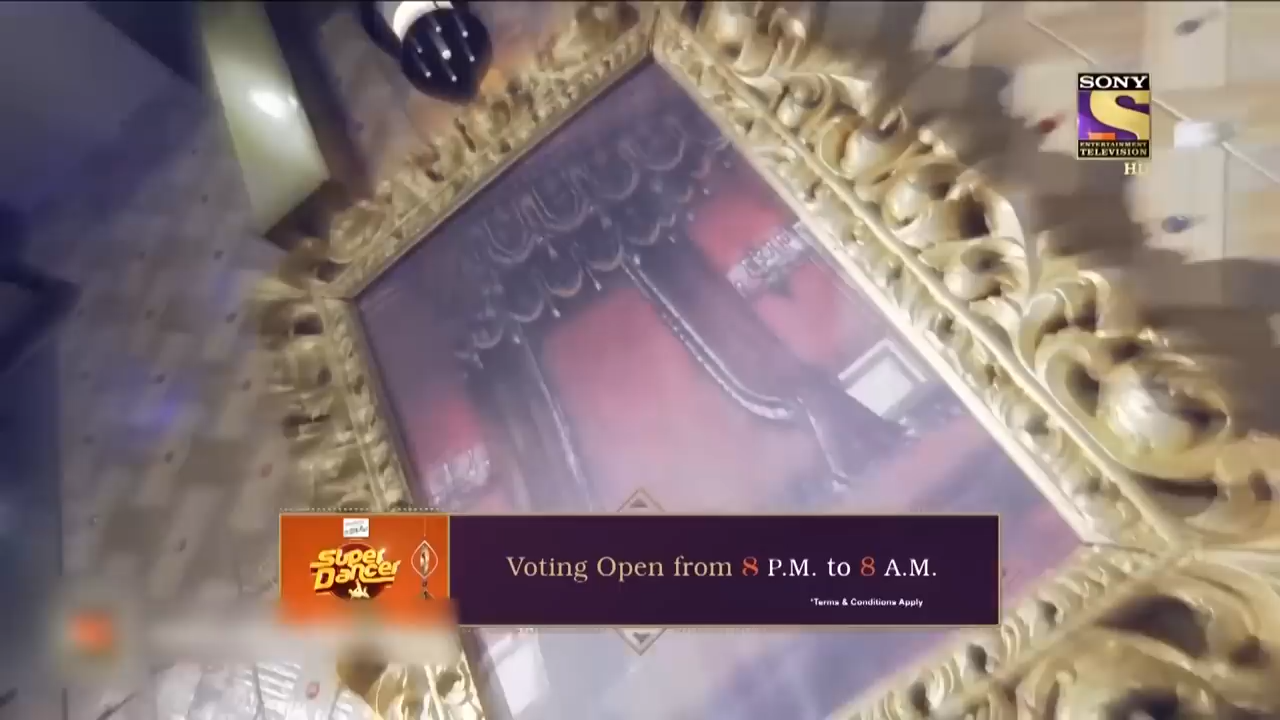 SONY
ENTERTAINMENT
TELEVISION
HD
Super
Dancer
Voting Open from 8 P.M. to 8 A.M.
*Terms & Conditions Apply